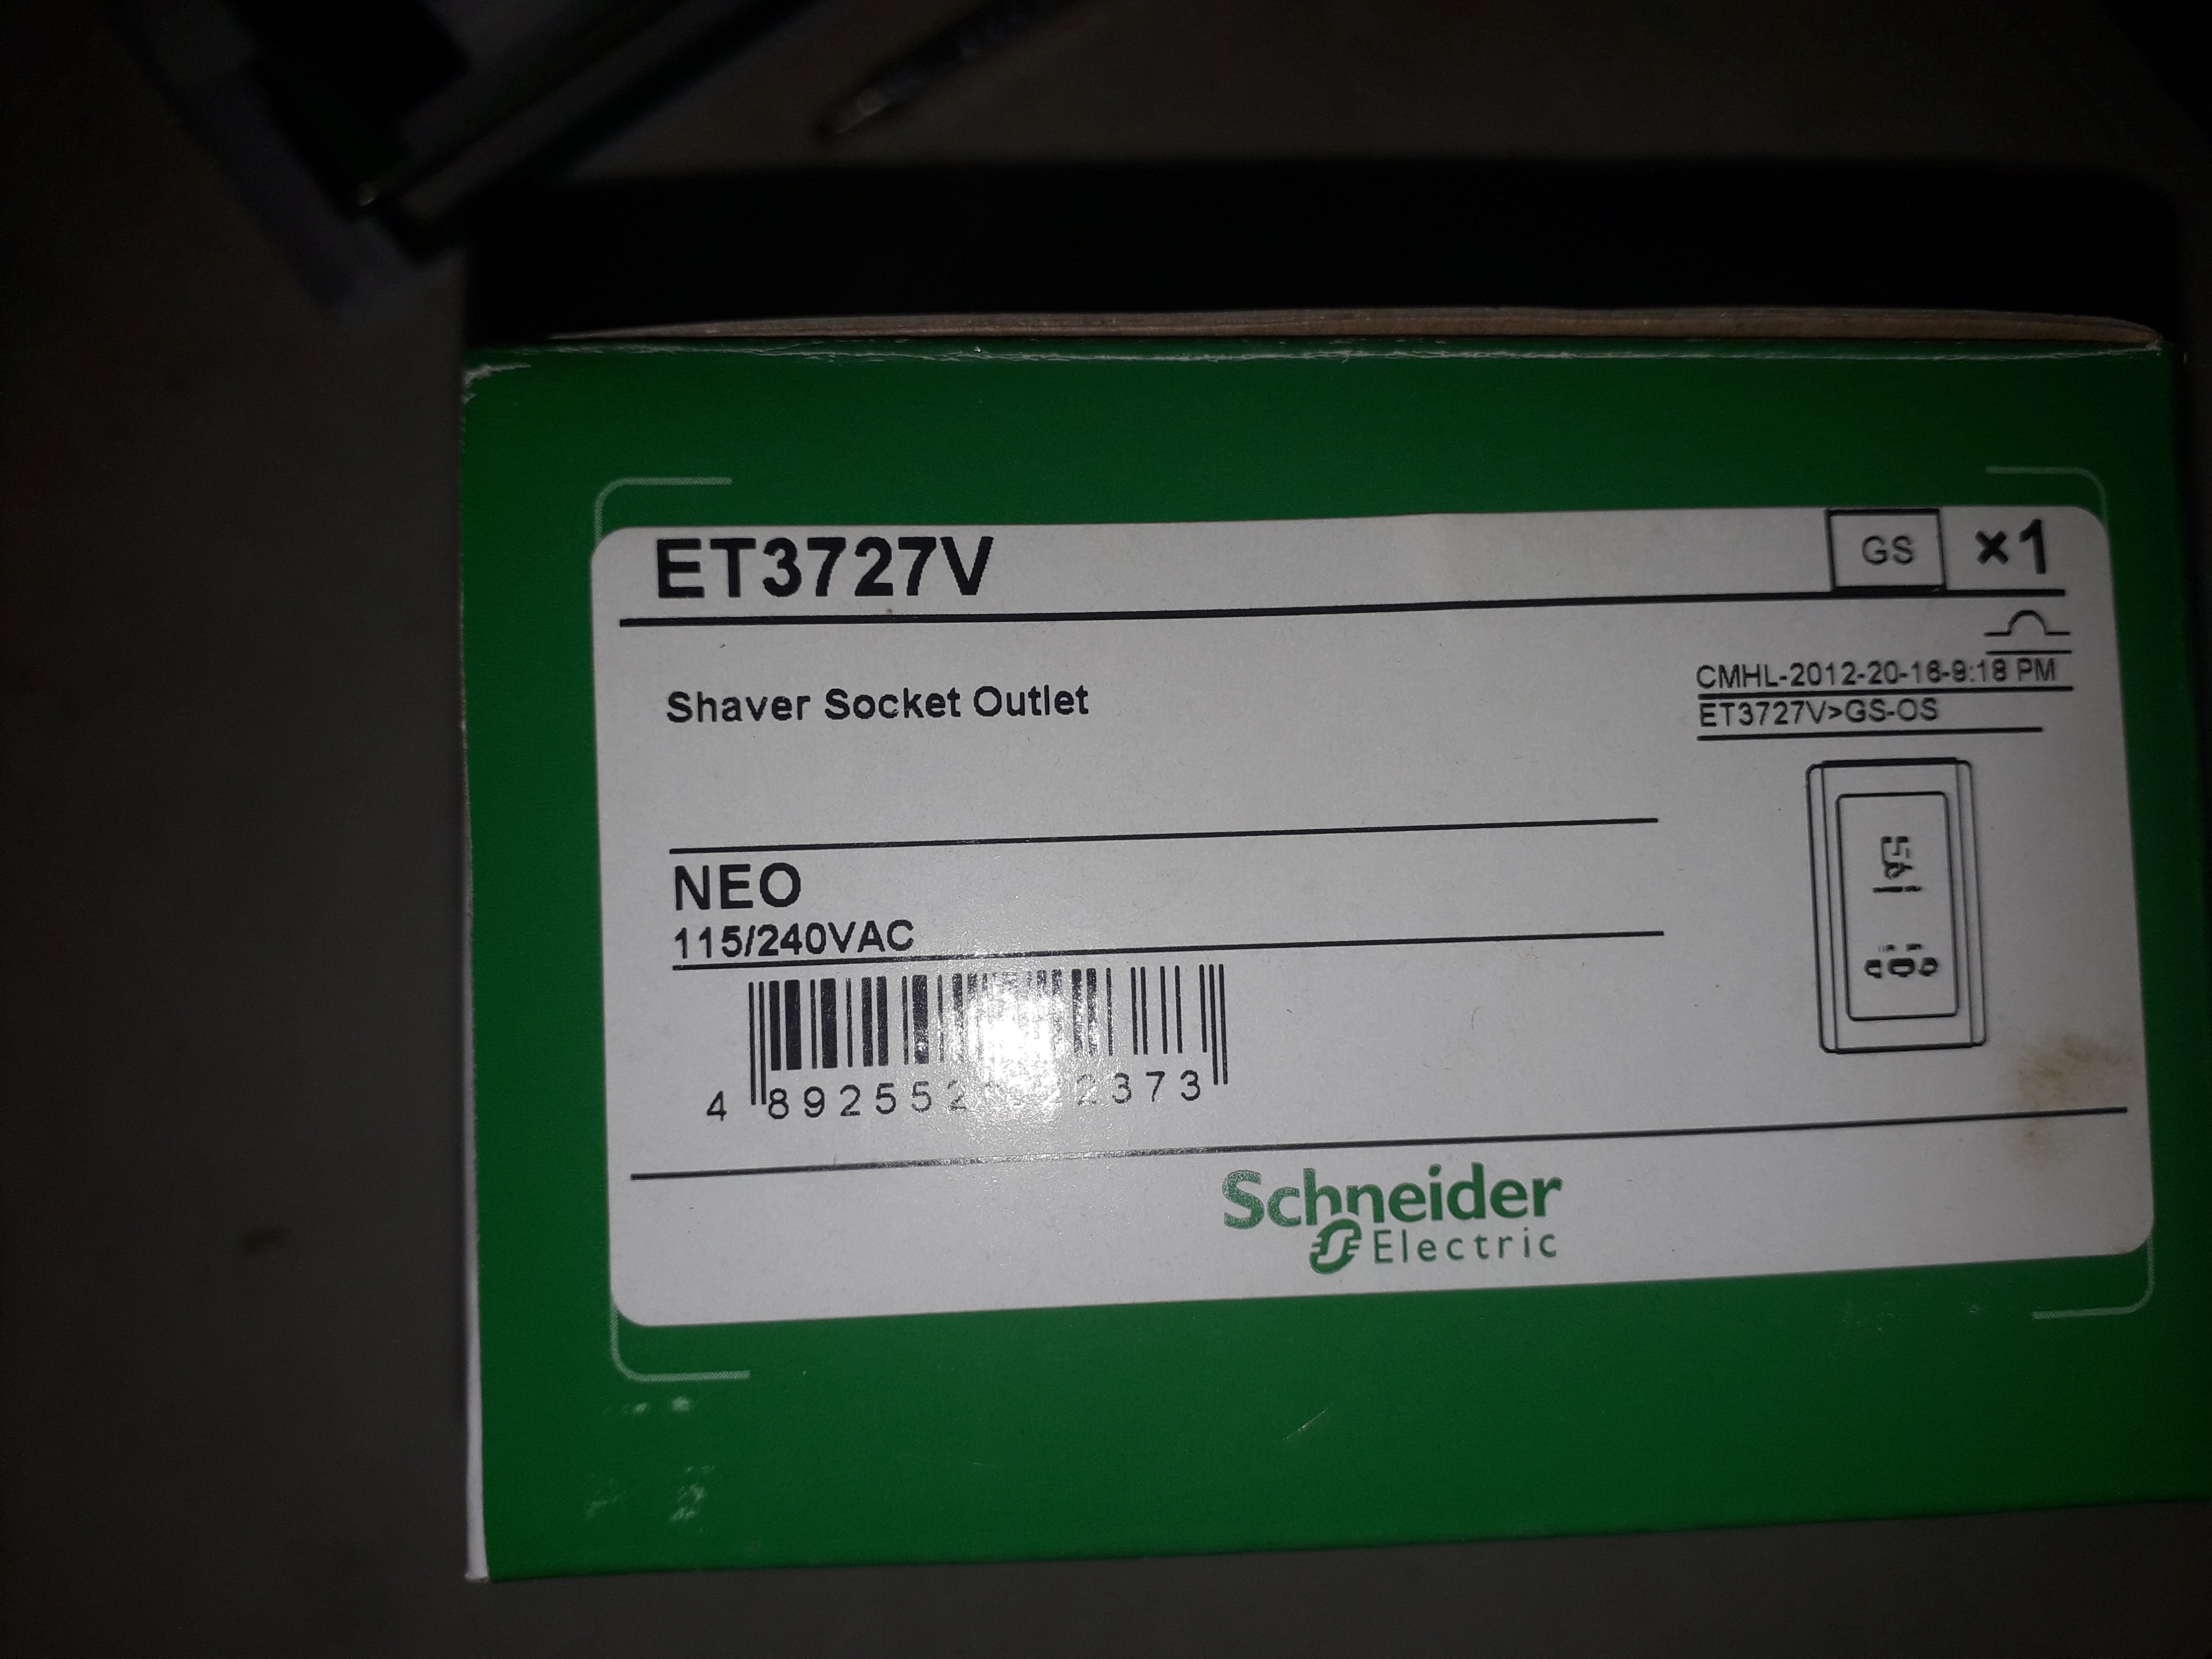 ET3727V
GS ×1
Shaver Socket Outlet
CMHL-2012-20-16-9:18 PM
ET3727V>GS-OS
NEO
115/240VAC
Schneider
Electric